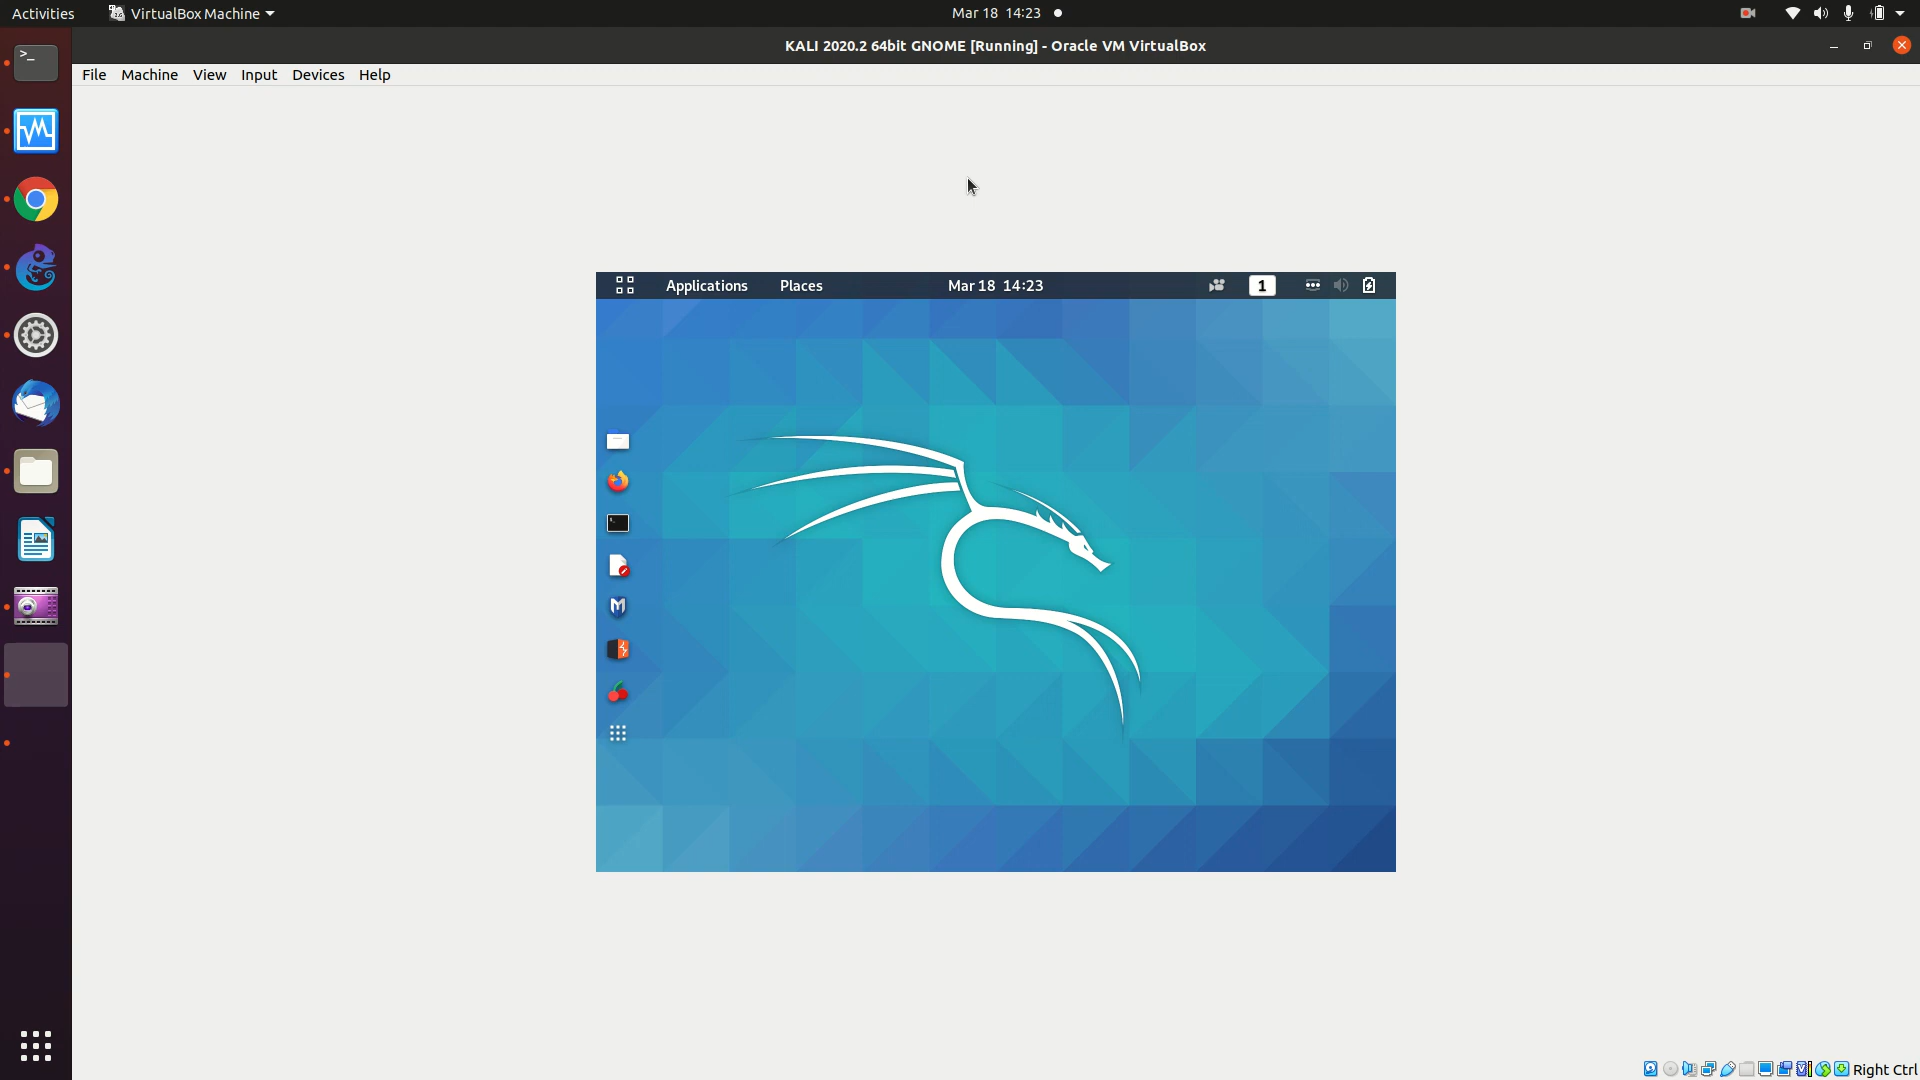 Activities VirtualBox Machine Mar 18 14:23
KALI 2020.2 64bit GNOME [Running] - Oracle VM VirtualBox
File Machine View Input Devices Help
Applications Places Mar 18 14:23 1
Right Ctrl